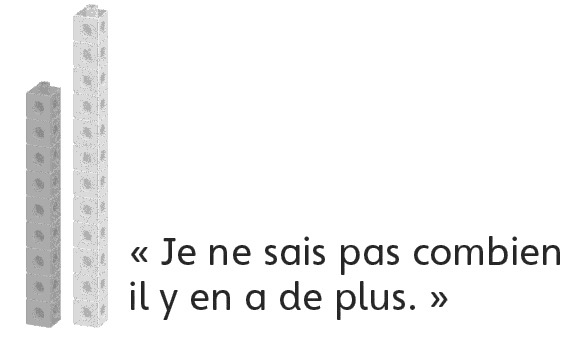 « Je ne sais pas combien
il y en a de plus. »